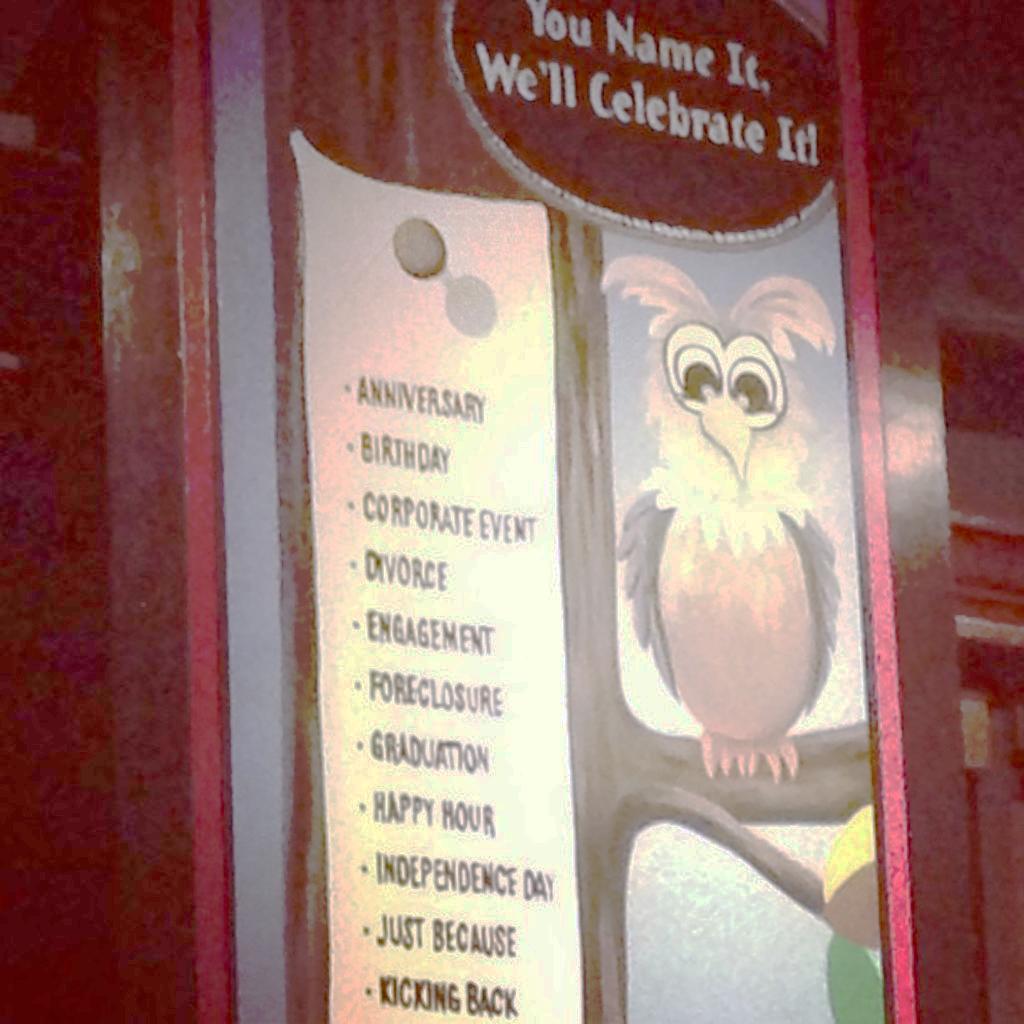 You Name It,
We'll Celebrate It!
· ANNIVERSARY
· BIRTHDAY
· CORPORATE EVENT
· DIVORCE
· ENGAGEMENT
· FORECLOSURE
· GRADUATION
· HAPPY HOUR
· INDEPENDENCE DAY
· JUST BECAUSE
· KICKING BACK